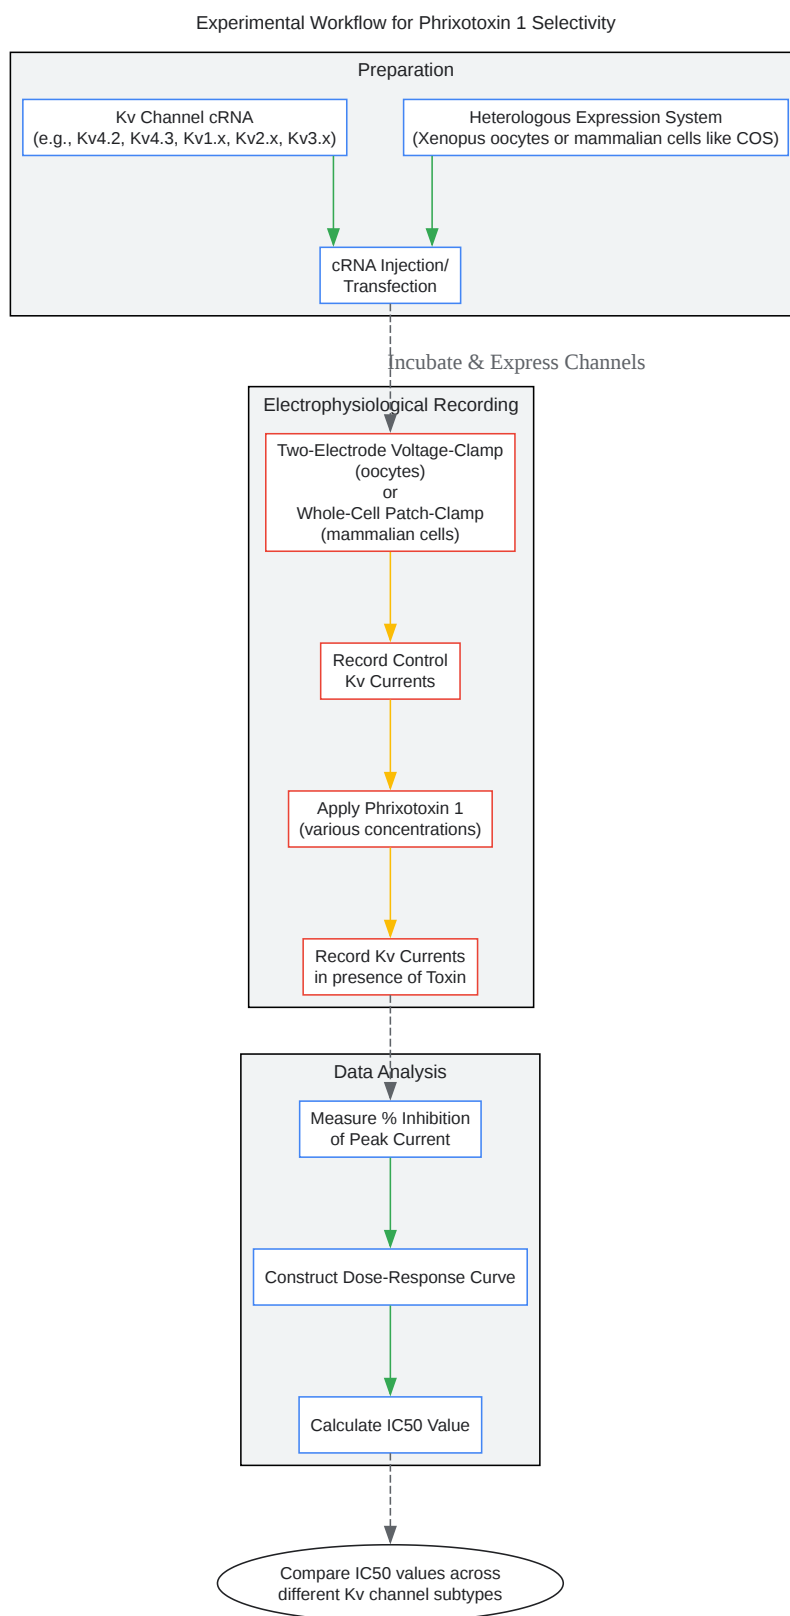 Experimental Workflow for Phrixotoxin 1 Selectivity
Preparation
Kv Channel cRNA
(e.g., Kv4.2, Kv4.3, Kv1.x, Kv2.x, Kv3.x)
Heterologous Expression System
(Xenopus oocytes or mammalian cells like COS)
cRNA Injection/
Transfection
Incubate & Express Channels
Electrophysiological Recording
Two-Electrode Voltage-Clamp
(oocytes)
or
Whole-Cell Patch-Clamp
(mammalian cells)
Record Control
Kv Currents
Apply Phrixotoxin 1
(various concentrations)
Record Kv Currents
in presence of Toxin
Data Analysis
Measure % Inhibition
of Peak Current
Construct Dose-Response Curve
Calculate IC50 Value
Compare IC50 values across
different Kv channel subtypes